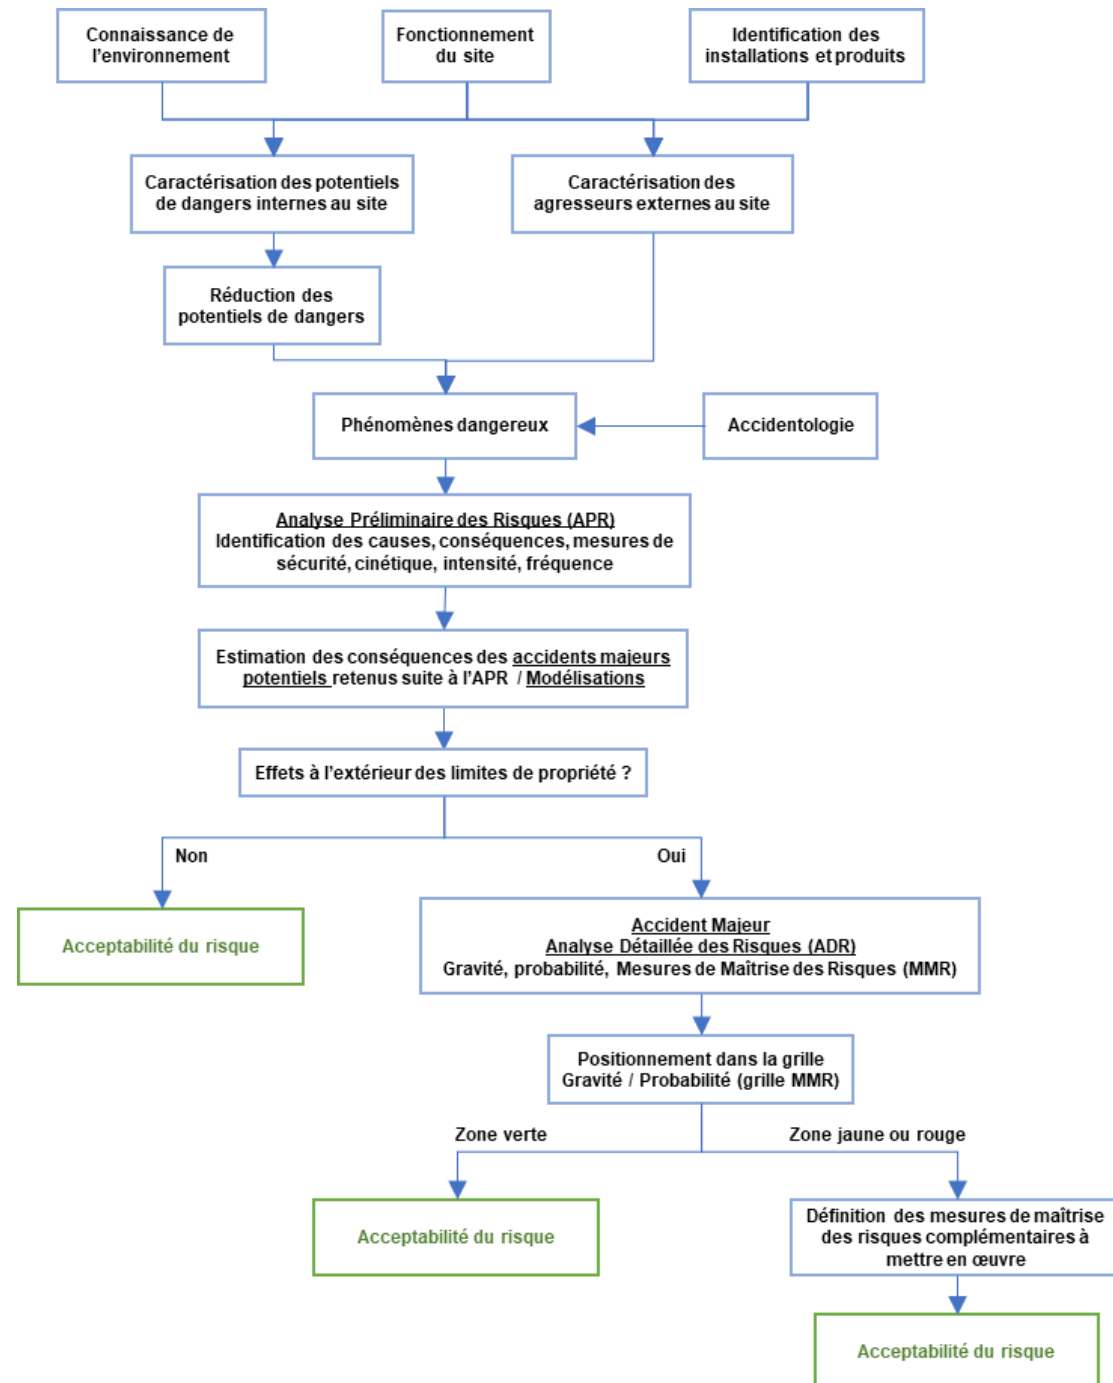 Connaissance de
l'environnement
Fonctionnement
du site
Identification des
installations et produits
Caractérisation des potentiels
de dangers internes au site
Caractérisation des
agresseurs externes au site
Réduction des
potentiels de dangers
Phénomènes dangereux
Accidentologie
Analyse Préliminaire des Risques (APR)
Identification des causes, conséquences, mesures de
sécurité, cinétique, intensité, fréquence
Estimation des conséquences des accidents majeurs
potentiels retenus suite à l'APR / Modélisations
Effets à l'extérieur des limites de propriété ?
Non
Oui
Acceptabilité du risque
Accident Majeur
Analyse Détaillée des Risques (ADR)
Gravité, probabilité, Mesures de Maîtrise des Risques (MMR)
Positionnement dans la grille
Gravité / Probabilité (grille MMR)
Zone verte
Zone jaune ou rouge
Acceptabilité du risque
Définition des mesures de maîtrise
des risques complémentaires à
mettre en œuvre
Acceptabilité du risque